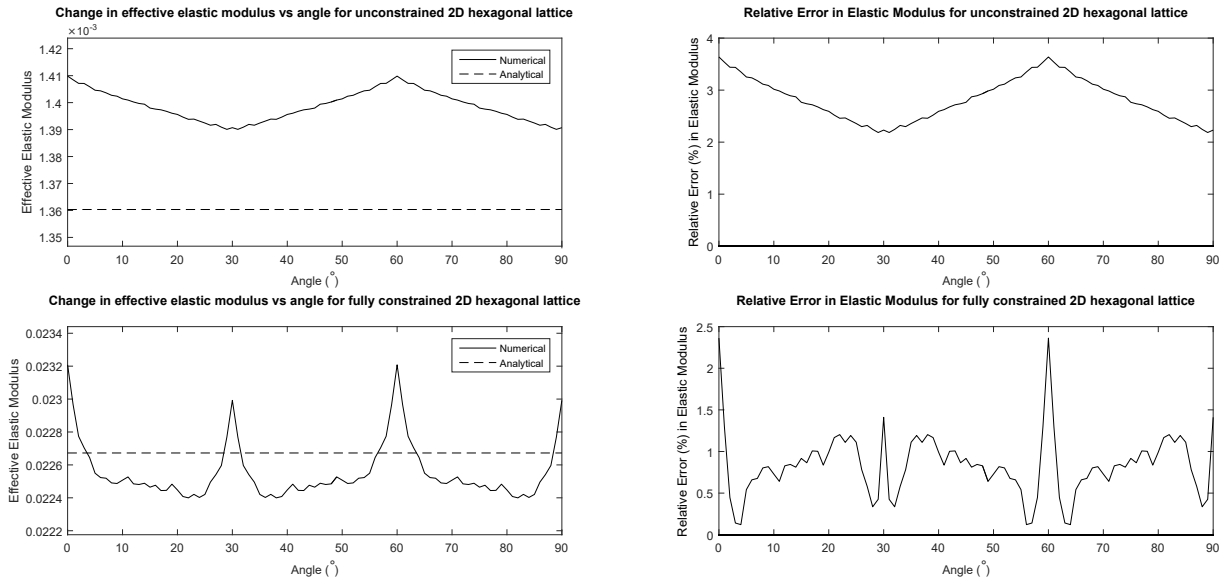 Change in effective elastic modulus vs angle for unconstrained 2D hexagonal lattice
×10-3
Effective Elastic Modulus
1.42
1.41
1.4
1.39
1.38
1.37
1.36
1.35
Numerical
Analytical
0 10 20 30 40 50 60 70 80 90
Angle (°)
Relative Error in Elastic Modulus for unconstrained 2D hexagonal lattice
Relative Error (%) in Elastic Modulus
4
3
2
1
0
0 10 20 30 40 50 60 70 80 90
Angle (°)
Change in effective elastic modulus vs angle for fully constrained 2D hexagonal lattice
Effective Elastic Modulus
0.0234
0.0232
0.023
0.0228
0.0226
0.0224
0.0222
Numerical
Analytical
0 10 20 30 40 50 60 70 80 90
Angle (°)
Relative Error in Elastic Modulus for fully constrained 2D hexagonal lattice
Relative Error (%) in Elastic Modulus
2.5
2
1.5
1
0.5
0
0 10 20 30 40 50 60 70 80 90
Angle (°)